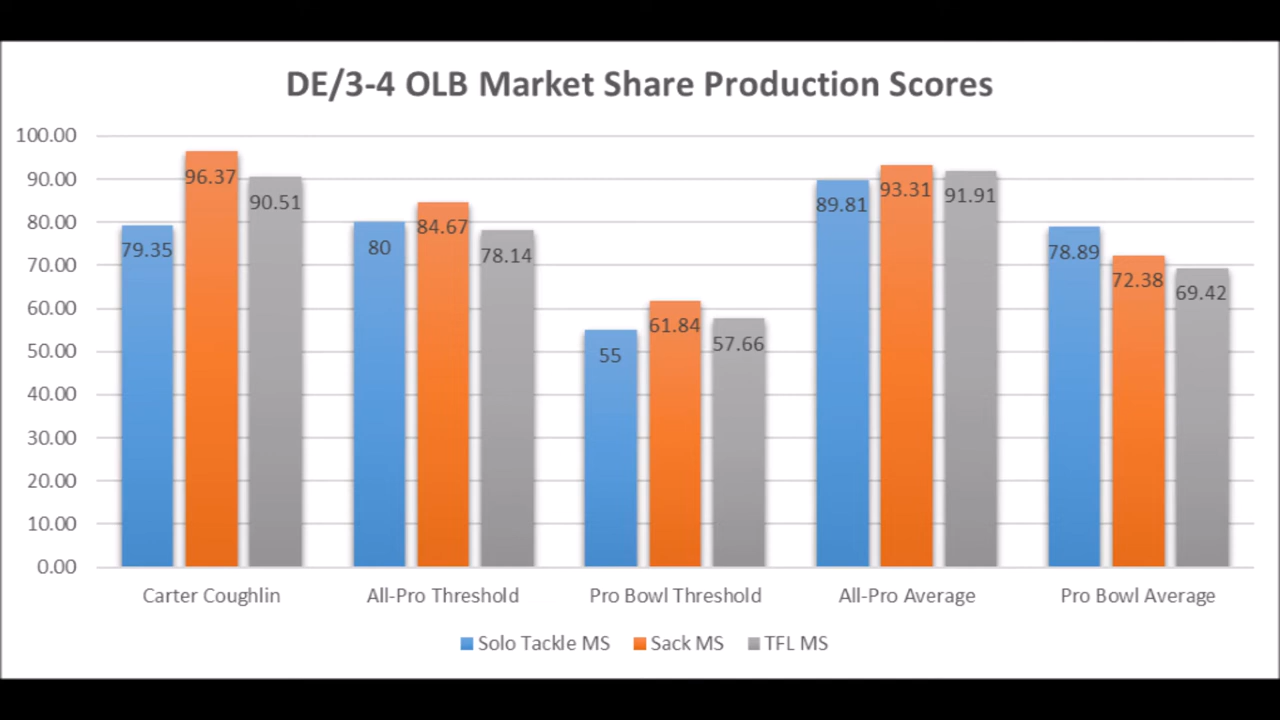 DE/3-4 OLB Market Share Production Scores
100.00
90.00
80.00
70.00
60.00
50.00
40.00
30.00
20.00
10.00
0.00
79.35 96.37 90.51
80 84.67 78.14
55 61.84 57.66
89.81 93.31 91.91
78.89 72.38 69.42
Carter Coughlin All-Pro Threshold Pro Bowl Threshold All-Pro Average Pro Bowl Average
Solo Tackle MS Sack MS TFL MS